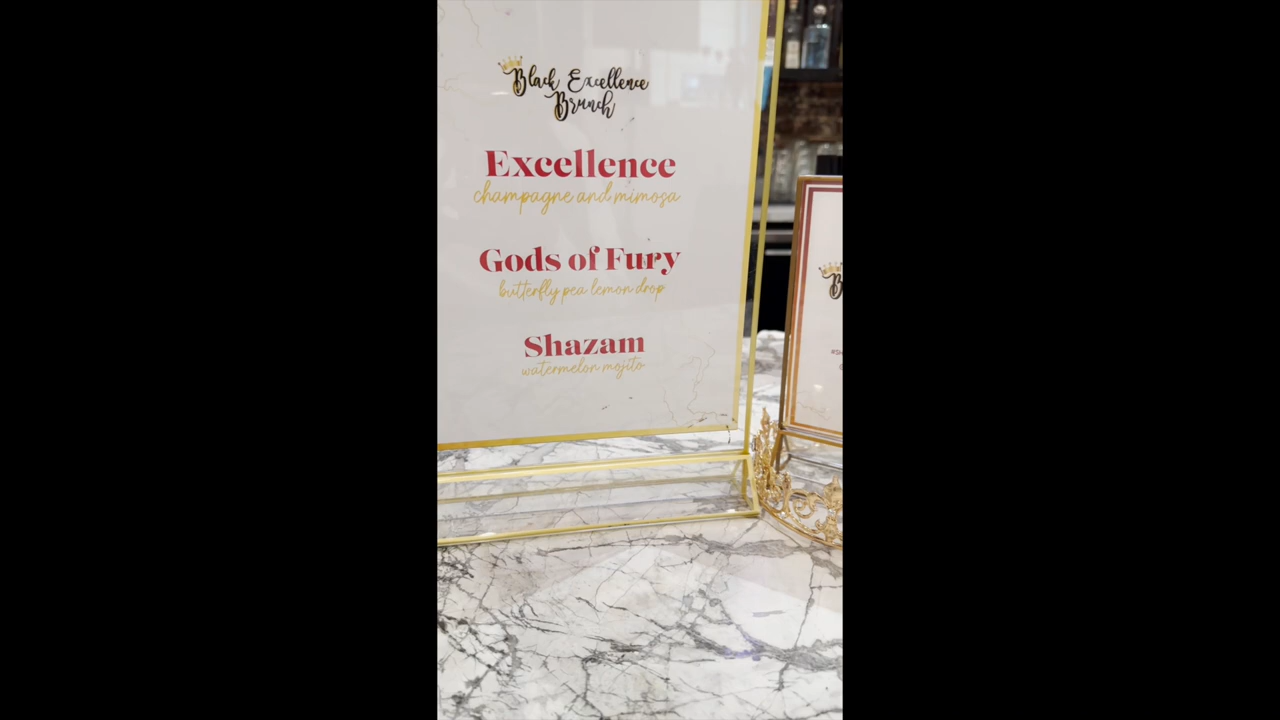 Black Excellence
Brunch
Excellence
champagne and mimosa
Gods of Fury
butterfly pea lemon drop
Shazam
watermelon mojito